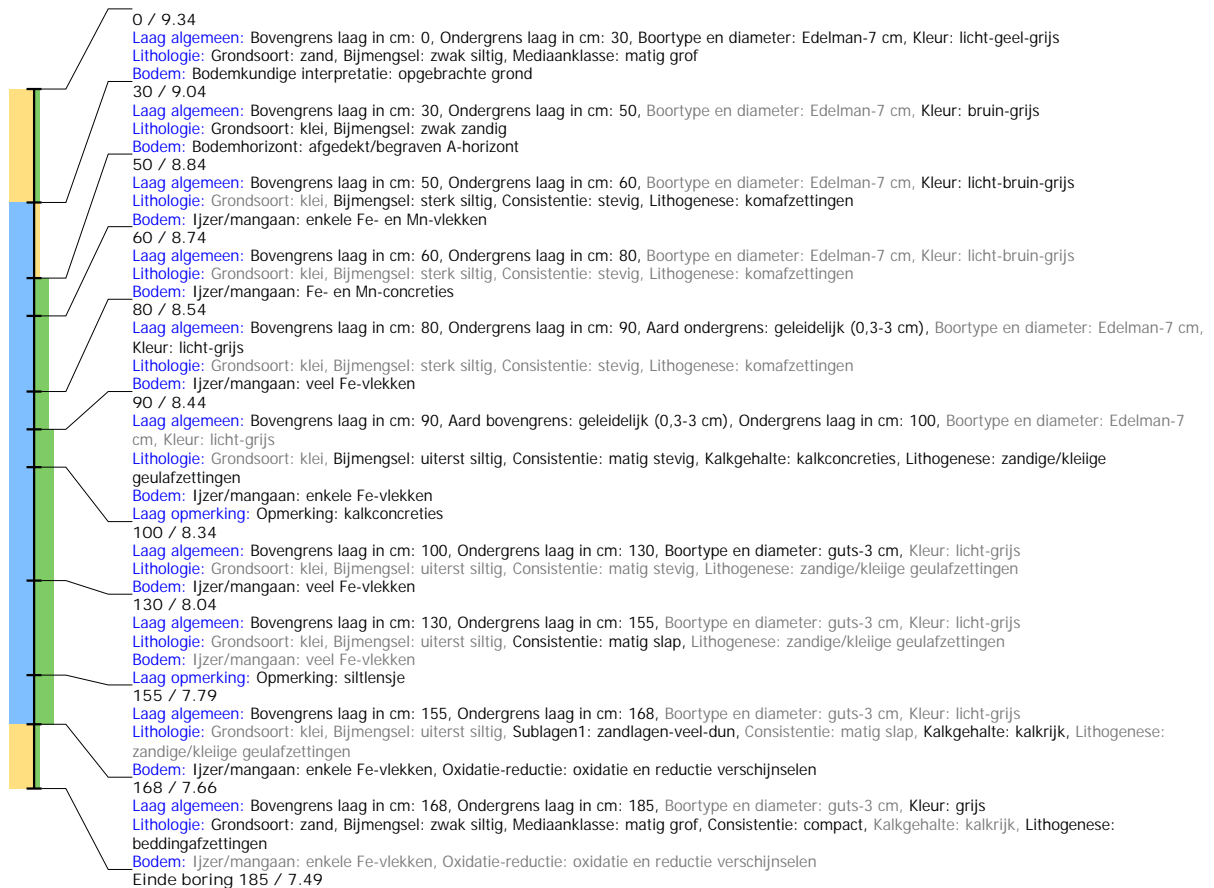 0 / 9.34
Laag algemeen: Bovengrens laag in cm: 0, Ondergrens laag in cm: 30, Boortype en diameter: Edelman-7 cm, Kleur: licht-geel-grijs
Lithologie: Grondsoort: zand, Bijmengsel: zwak siltig, Mediaanklasse: matig grof
Bodem: Bodemkundige interpretatie: opgebrachte grond
30 / 9.04
Laag algemeen: Bovengrens laag in cm: 30, Ondergrens laag in cm: 50, Boortype en diameter: Edelman-7 cm, Kleur: bruin-grijs
Lithologie: Grondsoort: klei, Bijmengsel: zwak zandig
Bodem: Bodemhorizont: afgedekt/begraven A-horizont
50 / 8.84
Laag algemeen: Bovengrens laag in cm: 50, Ondergrens laag in cm: 60, Boortype en diameter: Edelman-7 cm, Kleur: licht-bruin-grijs
Lithologie: Grondsoort: klei, Bijmengsel: sterk siltig, Consistentie: stevig, Lithogenese: komafzettingen
Bodem: Ijzer/mangaan: enkele Fe- en Mn-vlekken
60 / 8.74
Laag algemeen: Bovengrens laag in cm: 60, Ondergrens laag in cm: 80, Boortype en diameter: Edelman-7 cm, Kleur: licht-bruin-grijs
Lithologie: Grondsoort: klei, Bijmengsel: sterk siltig, Consistentie: stevig, Lithogenese: komafzettingen
Bodem: Ijzer/mangaan: Fe- en Mn-concreties
80 / 8.54
Laag algemeen: Bovengrens laag in cm: 80, Ondergrens laag in cm: 90, Aard ondergrens: geleidelijk (0,3-3 cm), Boortype en diameter: Edelman-7 cm,
Kleur: licht-grijs
Lithologie: Grondsoort: klei, Bijmengsel: sterk siltig, Consistentie: stevig, Lithogenese: komafzettingen
Bodem: Ijzer/mangaan: veel Fe-vlekken
90 / 8.44
Laag algemeen: Bovengrens laag in cm: 90, Aard bovengrens: geleidelijk (0,3-3 cm), Ondergrens laag in cm: 100, Boortype en diameter: Edelman-7
cm, Kleur: licht-grijs
Lithologie: Grondsoort: klei, Bijmengsel: uiterst siltig, Consistentie: matig stevig, Kalkgehalte: kalkconcreties, Lithogenese: zandige/kleiige
geulafzettingen
Bodem: Ijzer/mangaan: enkele Fe-vlekken
Laag opmerking: Opmerking: kalkconcreties
100 / 8.34
Laag algemeen: Bovengrens laag in cm: 100, Ondergrens laag in cm: 130, Boortype en diameter: guts-3 cm, Kleur: licht-grijs
Lithologie: Grondsoort: klei, Bijmengsel: uiterst siltig, Consistentie: matig stevig, Lithogenese: zandige/kleiige geulafzettingen
Bodem: Ijzer/mangaan: veel Fe-vlekken
130 / 8.04
Laag algemeen: Bovengrens laag in cm: 130, Ondergrens laag in cm: 155, Boortype en diameter: guts-3 cm, Kleur: licht-grijs
Lithologie: Grondsoort: klei, Bijmengsel: uiterst siltig, Consistentie: matig slap, Lithogenese: zandige/kleiige geulafzettingen
Bodem: Ijzer/mangaan: veel Fe-vlekken
Laag opmerking: Opmerking: siltlensje
155 / 7.79
Laag algemeen: Bovengrens laag in cm: 155, Ondergrens laag in cm: 168, Boortype en diameter: guts-3 cm, Kleur: licht-grijs
Lithologie: Grondsoort: klei, Bijmengsel: uiterst siltig, Sublagen1: zandlagen-veel-dun, Consistentie: matig slap, Kalkgehalte: kalkrijk, Lithogenese:
zandige/kleiige geulafzettingen
Bodem: Ijzer/mangaan: enkele Fe-vlekken, Oxidatie-reductie: oxidatie en reductie verschijnselen
168 / 7.66
Laag algemeen: Bovengrens laag in cm: 168, Ondergrens laag in cm: 185, Boortype en diameter: guts-3 cm, Kleur: grijs
Lithologie: Grondsoort: zand, Bijmengsel: zwak siltig, Mediaanklasse: matig grof, Consistentie: compact, Kalkgehalte: kalkrijk, Lithogenese:
beddingafzettingen
Bodem: Ijzer/mangaan: enkele Fe-vlekken, Oxidatie-reductie: oxidatie en reductie verschijnselen
Einde boring 185 / 7.49